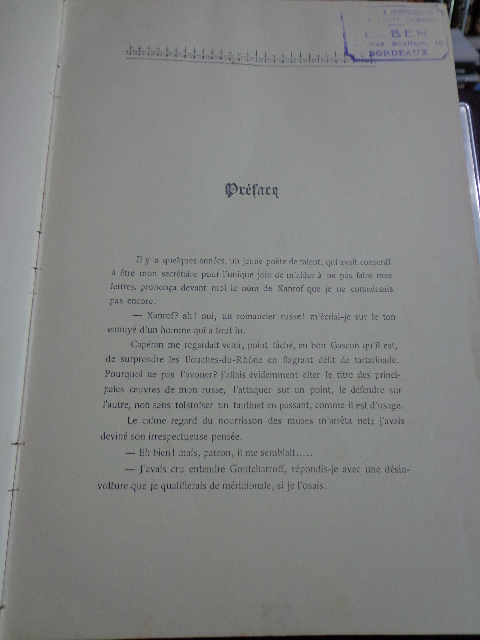 BEN
BORDEAUX
Préface
Il y a quelques années, un jeune poète de talent, qui avait consenti
à être mon secrétaire pour l'unique joie de m'aider à ne pas faire mes
lettres, prononça devant moi le nom de Xanrof que je ne connaissais
pas encore.
— Xanrof? ah! oui, un romancier russe! m'écriai-je sur le ton
ennuyé d'un homme qui a tout lu.
Capéran me regardait venir, point fâché, en bon Gascon qu'il est,
de surprendre les Bouches-du-Rhône en flagrant délit de tartarinade.
Pourquoi ne pas l'avouer? j'allais évidemment citer le titre des princi-
pales œuvres de mon russe, l'attaquer sur un point, le défendre sur
l'autre, non sans tolstoïser un tantinet en passant, comme il est d'usage.
Le calme regard du nourrisson des muses m'arrêta net; j'avais
deviné son irrespectueuse pensée.
— Eh bien! mais, patron, il me semblait.....
— J'avais cru entendre Goutcharoff, répondis-je avec une désin-
volture que je qualifierais de méridionale, si je l'osais.